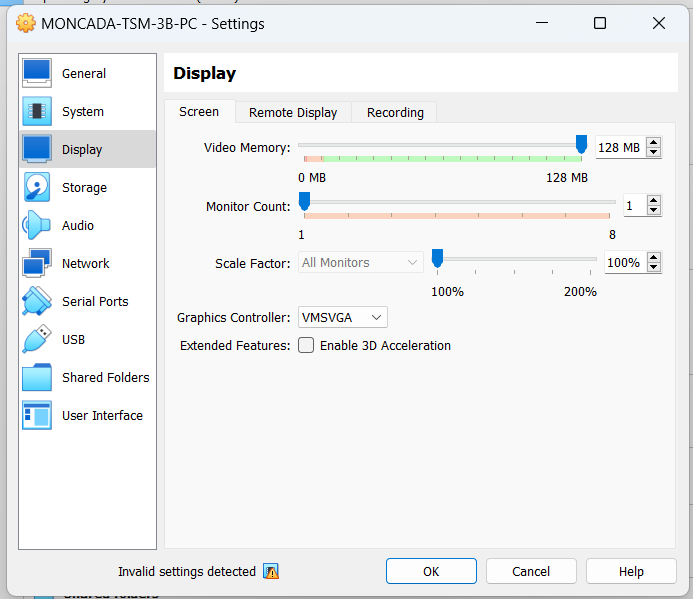 MONCADA-TSM-3B-PC - Settings
General
System
Display
Storage
Audio
Network
Serial Ports
USB
Shared Folders
User Interface
Display
Screen Remote Display Recording
Video Memory: 128 MB
0 MB 128 MB
Monitor Count: 1
1 8
Scale Factor: All Monitors 100%
100% 200%
Graphics Controller: VMSVGA
Extended Features: Enable 3D Acceleration
Invalid settings detected OK Cancel Help
Shared folders